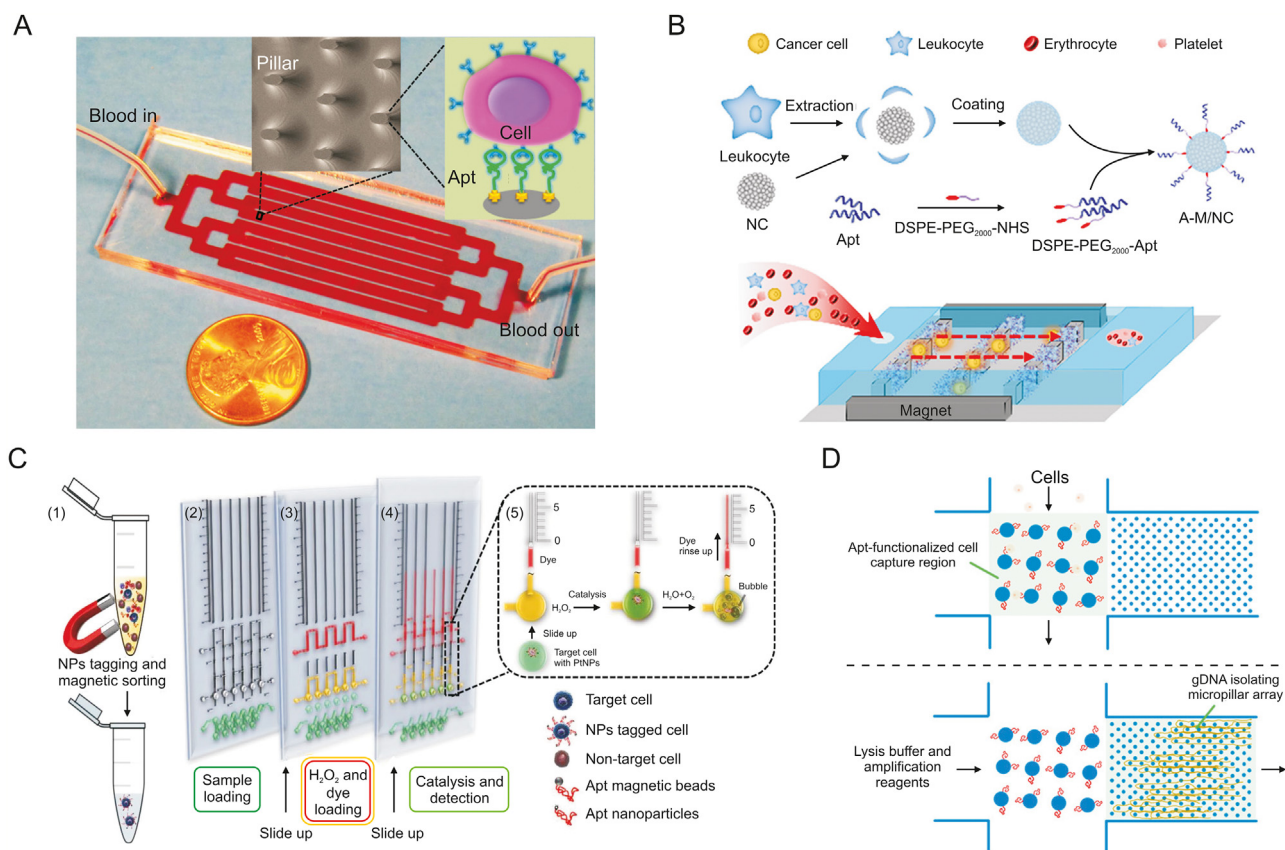 A
Pillar
Blood in
Cell
Apt
Blood out
B
Cancer cell
Leukocyte
Erythrocyte
Platelet
Extraction
Coating
Leukocyte
NC
Apt
DSPE-PEG2000-NHS
DSPE-PEG2000-Apt
A-M/NC
Magnet
C
(1)
NPs tagging and
magnetic sorting
(2)
(3)
(4)
(5)
5
0
Dye
H2O2
Catalysis
Slide up
Target cell
with PtNPs
5
0
H2O+O2
Dye
rinse up
5
0
Bubble
Sample
loading
Slide up
H2O2 and
dye
loading
Slide up
Catalysis and
detection
Target cell
NPs tagged cell
Non-target cell
Apt magnetic beads
Apt nanoparticles
D
Cells
Apt-functionalized cell
capture region
gDNA isolating
micropillar array
Lysis buffer and
amplification
reagents